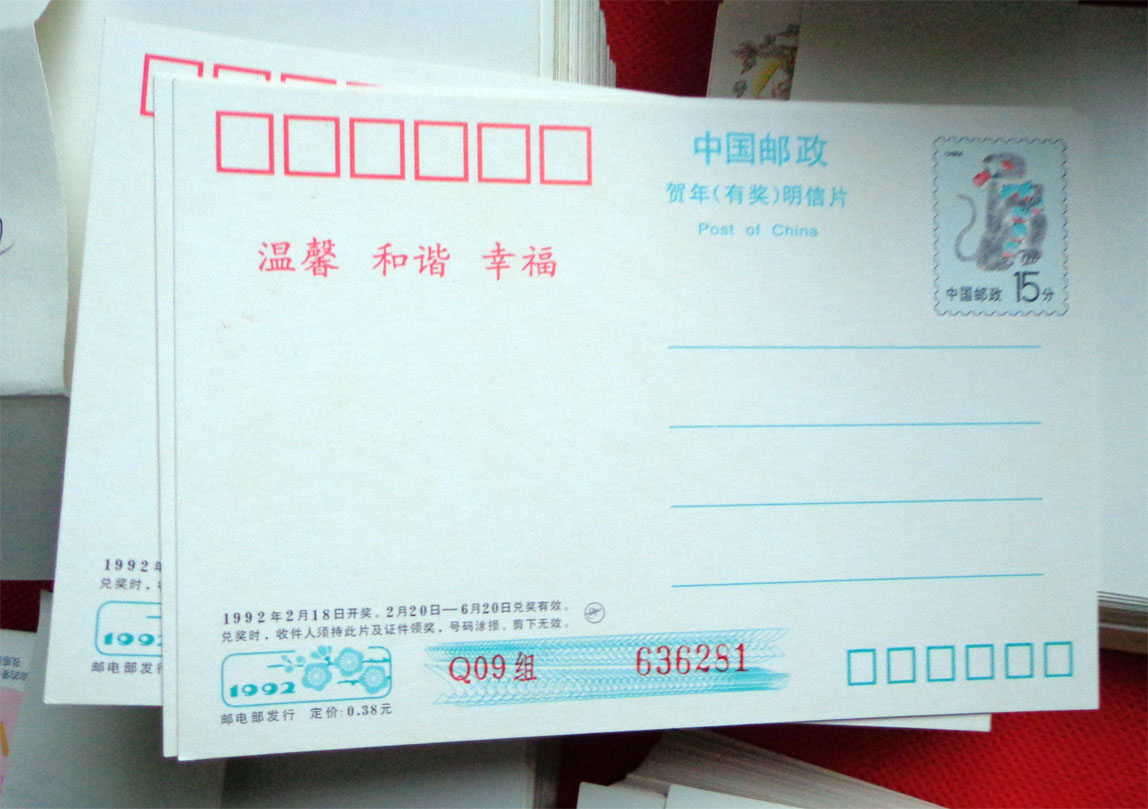 中国邮政
贺年(有奖)明信片
Post of China
中国邮政 15分
温馨 和谐 幸福
1992年2月18日开奖。2月20日—6月20日兑奖有效。
兑奖时，收件人须持此片及证件领奖，号码涂损、剪下无效。
1992
Q09组 636281
邮电部发行 定价:0.38元
1992年
兑奖时，
1992
邮电部发行